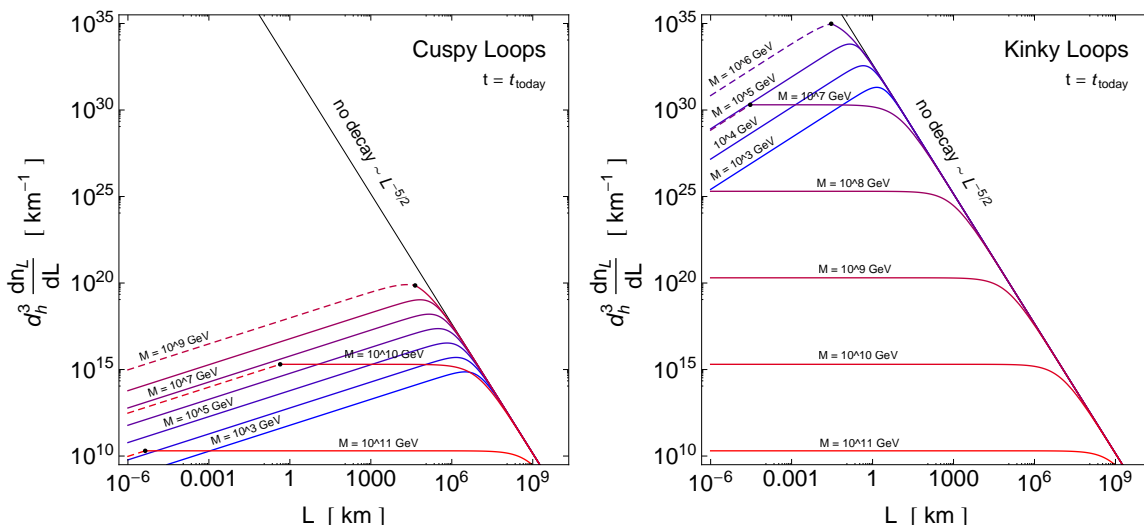 Cuspy Loops
t = t_today
no decay ~ L^-5/2
M = 10^9 GeV
M = 10^7 GeV
M = 10^5 GeV
M = 10^3 GeV
M = 10^10 GeV
M = 10^11 GeV
d_h^3 dn_L/dL [ km^-1 ]
10^35
10^30
10^25
10^20
10^15
10^10
10^-6
0.001
1
1000
10^6
10^9
L [ km ]
Kinky Loops
t = t_today
no decay ~ L^-5/2
M = 10^6 GeV
M = 10^5 GeV
M = 10^7 GeV
10^4 GeV
M = 10^3 GeV
M = 10^8 GeV
M = 10^9 GeV
M = 10^10 GeV
M = 10^11 GeV
d_h^3 dn_L/dL [ km^-1 ]
10^35
10^30
10^25
10^20
10^15
10^10
10^-6
0.001
1
1000
10^6
10^9
L [ km ]